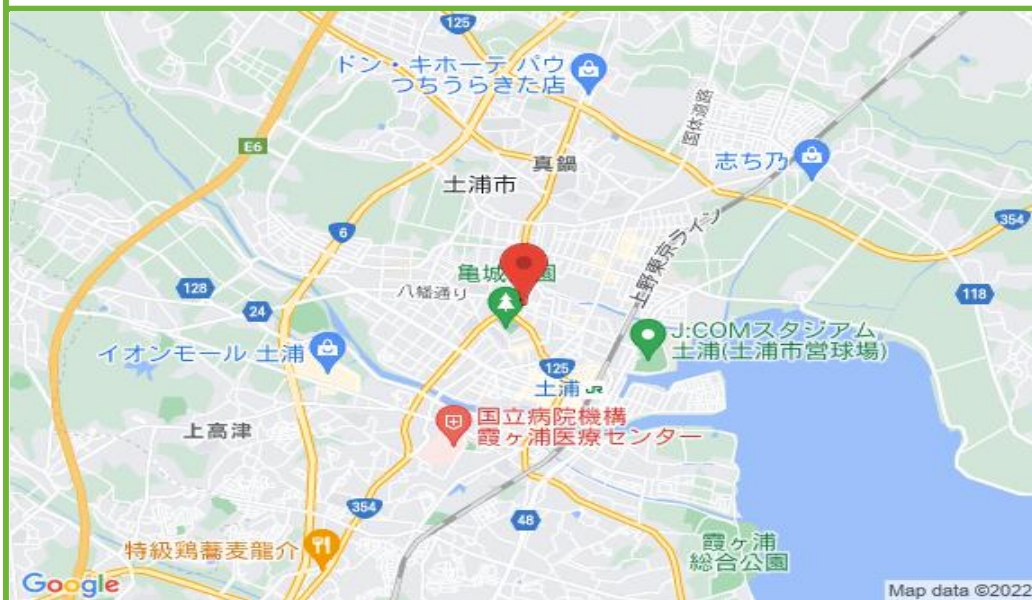 125
ドン・キホーテ パウ
つちうらきた店
国体道路
E6
真鍋
志ち乃
土浦市
354
6
上野東京ライン
亀城 園
128
八幡通り
118
24
J:COMスタジアム
土浦(土浦市営球場)
イオンモール 土浦
125
土浦 JR
国立病院機構
霞ヶ浦医療センター
上高津
354
48
特級鶏蕎麦龍介
霞ヶ浦
総合公園
Google
Map data ©2022